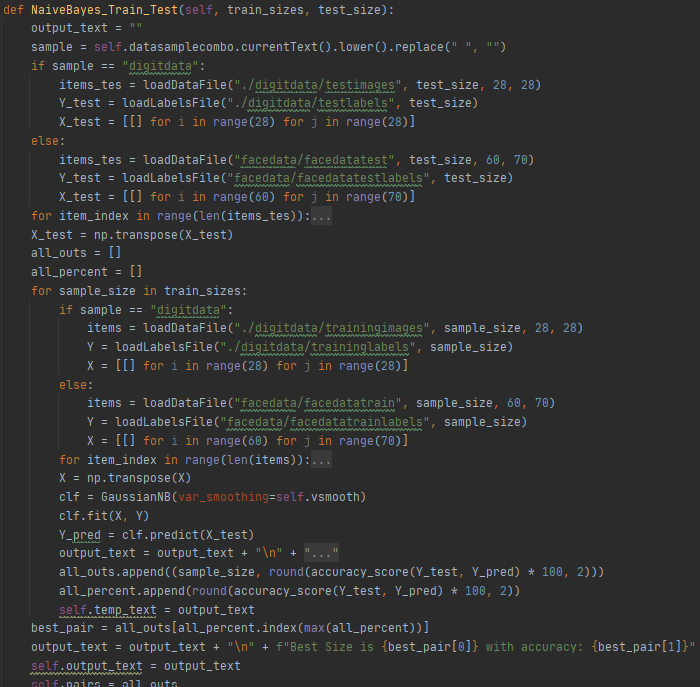 def NaiveBayes_Train_Test(self, train_sizes, test_size):
    output_text = ""
    sample = self.datasamplecombo.currentText().lower().replace(" ", "")
    if sample == "digitdata":
        items_tes = loadDataFile("./digitdata/testimages", test_size, 28, 28)
        Y_test = loadLabelsFile("./digitdata/testlabels", test_size)
        X_test = [[] for i in range(28) for j in range(28)]
    else:
        items_tes = loadDataFile("facedata/facedatatest", test_size, 60, 70)
        Y_test = loadLabelsFile("facedata/facedatatestlabels", test_size)
        X_test = [[] for i in range(60) for j in range(70)]
    for item_index in range(len(items_tes)):...
    X_test = np.transpose(X_test)
    all_outs = []
    all_percent = []
    for sample_size in train_sizes:
        if sample == "digitdata":
            items = loadDataFile("./digitdata/trainingimages", sample_size, 28, 28)
            Y = loadLabelsFile("./digitdata/traininglabels", sample_size)
            X = [[] for i in range(28) for j in range(28)]
        else:
            items = loadDataFile("facedata/facedatatrain", sample_size, 60, 70)
            Y = loadLabelsFile("facedata/facedatatrainlabels", sample_size)
            X = [[] for i in range(60) for j in range(70)]
        for item_index in range(len(items)):...
        X = np.transpose(X)
        clf = GaussianNB(var_smoothing=self.vsmooth)
        clf.fit(X, Y)
        Y_pred = clf.predict(X_test)
        output_text = output_text + "\n" + "..."
        all_outs.append((sample_size, round(accuracy_score(Y_test, Y_pred) * 100, 2)))
        all_percent.append(round(accuracy_score(Y_test, Y_pred) * 100, 2))
        self.temp_text = output_text
    best_pair = all_outs[all_percent.index(max(all_percent))]
    output_text = output_text + "\n" + f"Best Size is {best_pair[0]} with accuracy: {best_pair[1]}"
    self.output_text = output_text
    self.pairs = all_outs